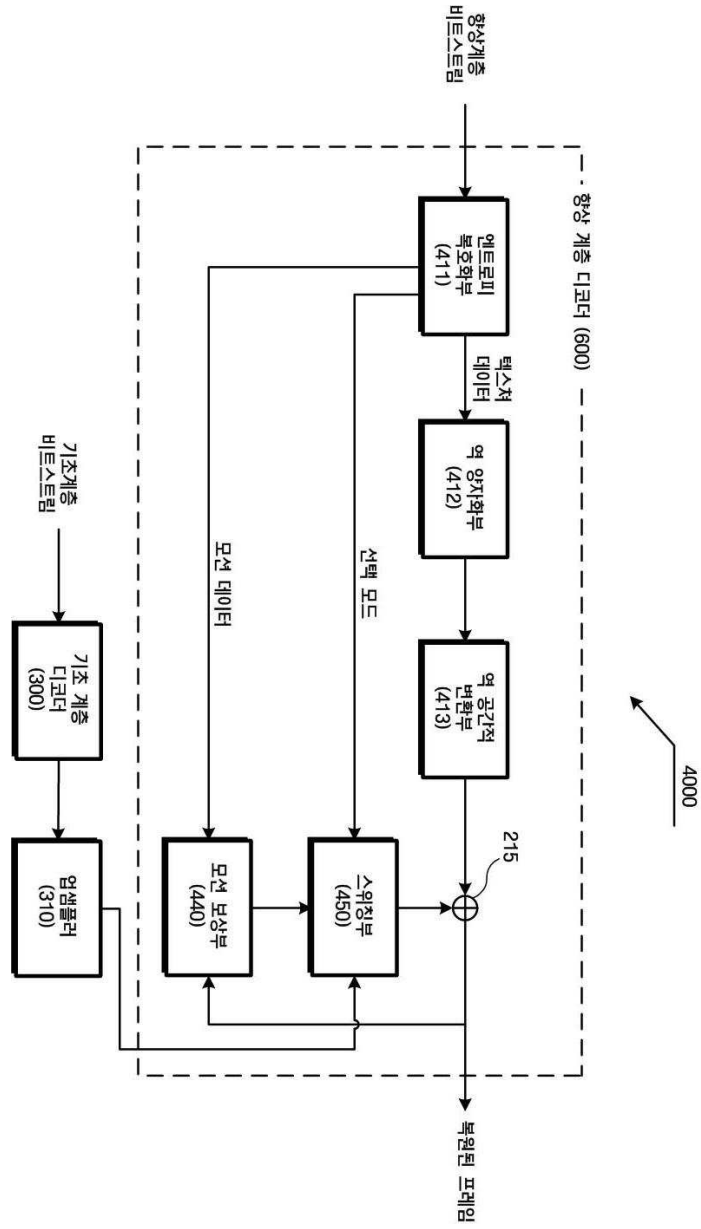 4000
향상 계층 디코더 (600)
향상계층
비트스트림
엔트로피
복호화부
(411)
텍스쳐
데이터
역 양자화부
(412)
역 공간적
변환부
(413)
215
복원된 프레임
선택 모드
스위칭부
(450)
모션 데이터
모션 보상부
(440)
기초계층
비트스트림
기초 계층
디코더
(300)
업샘플러
(310)